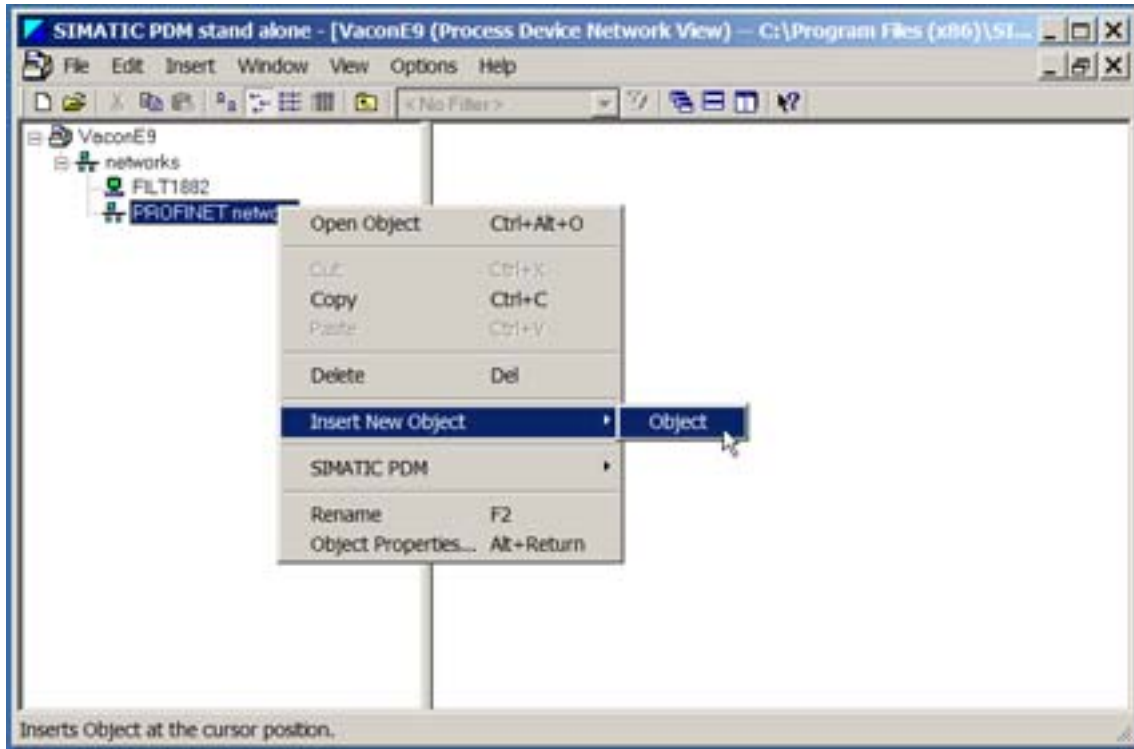 SIMATIC PDM stand alone - [VaconE9 (Process Device Network View) -- C:\Program Files (x86)\SI...
File Edit Insert Window View Options Help
< No Filter >
VaconE9
networks
FILT1882
PROFINET netwo
Open Object Ctrl+Alt+O
Cut Ctrl+X
Copy Ctrl+C
Paste Ctrl+V
Delete Del
Insert New Object
Object
SIMATIC PDM
Rename F2
Object Properties... Alt+Return
Inserts Object at the cursor position.